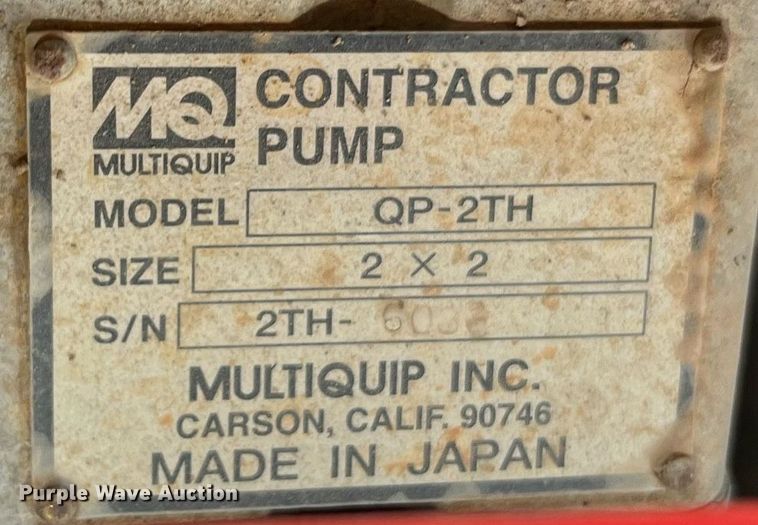 MQ
MULTIQUIP
CONTRACTOR
PUMP
MODEL QP-2TH
SIZE 2 × 2
S/N 2TH-
MULTIQUIP INC.
CARSON, CALIF. 90746
MADE IN JAPAN
Purple Wave Auction